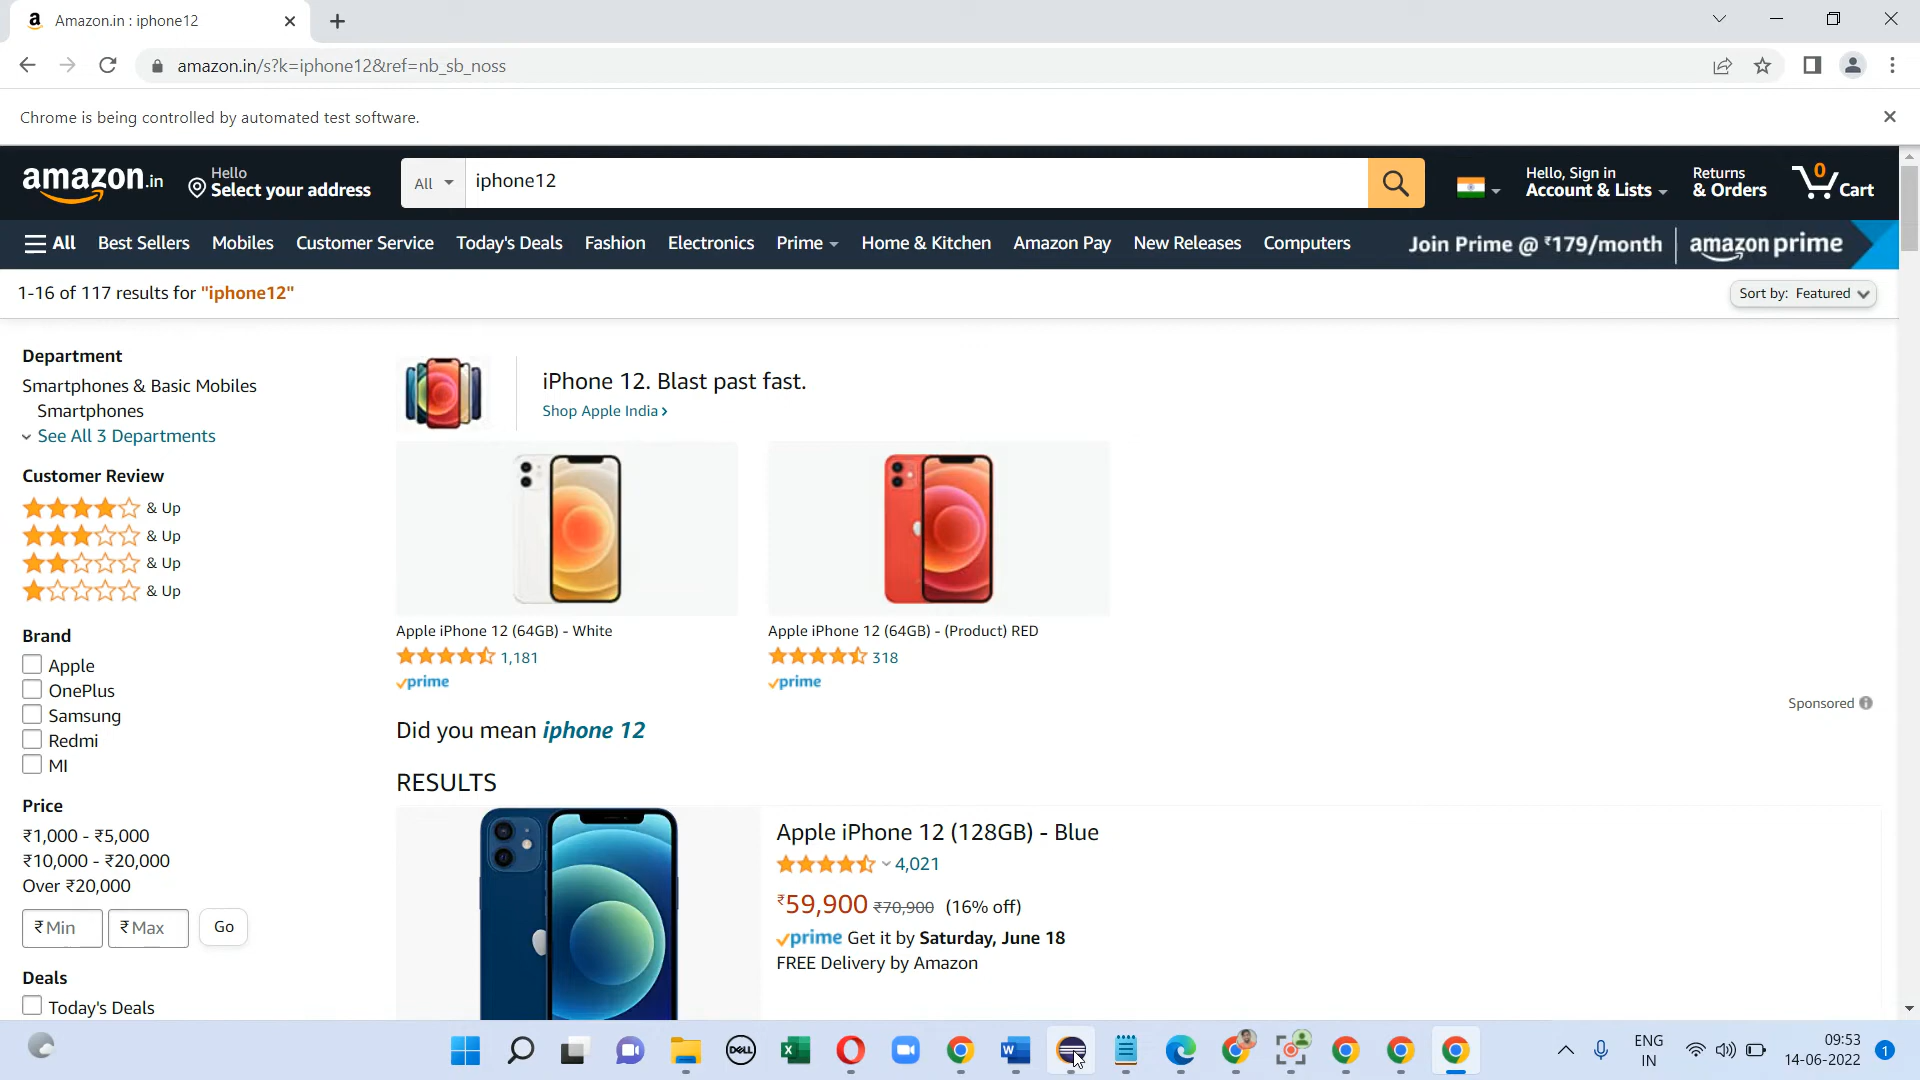 Amazon.in : iphone12
amazon.in/s?k=iphone12&ref=nb_sb_noss
Chrome is being controlled by automated test software.
amazon.in
Hello
Select your address
All
iphone12
Hello, Sign in
Account & Lists
Returns
& Orders
0
Cart
All
Best Sellers
Mobiles
Customer Service
Today's Deals
Fashion
Electronics
Prime
Home & Kitchen
Amazon Pay
New Releases
Computers
Join Prime @ ₹179/month
amazon prime
1-16 of 117 results for "iphone12"
Sort by: Featured
Department
Smartphones & Basic Mobiles
Smartphones
See All 3 Departments
Customer Review
& Up
& Up
& Up
& Up
Brand
Apple
OnePlus
Samsung
Redmi
MI
Price
₹1,000 - ₹5,000
₹10,000 - ₹20,000
Over ₹20,000
₹ Min
₹ Max
Go
Deals
Today's Deals
iPhone 12. Blast past fast.
Shop Apple India ›
Apple iPhone 12 (64GB) - White
1,181
prime
Apple iPhone 12 (64GB) - (Product) RED
318
prime
Sponsored
Did you mean iphone 12
RESULTS
Apple iPhone 12 (128GB) - Blue
4,021
₹59,900 ₹70,900 (16% off)
prime Get it by Saturday, June 18
FREE Delivery by Amazon
DELL
ENG
IN
09:53
14-06-2022
1